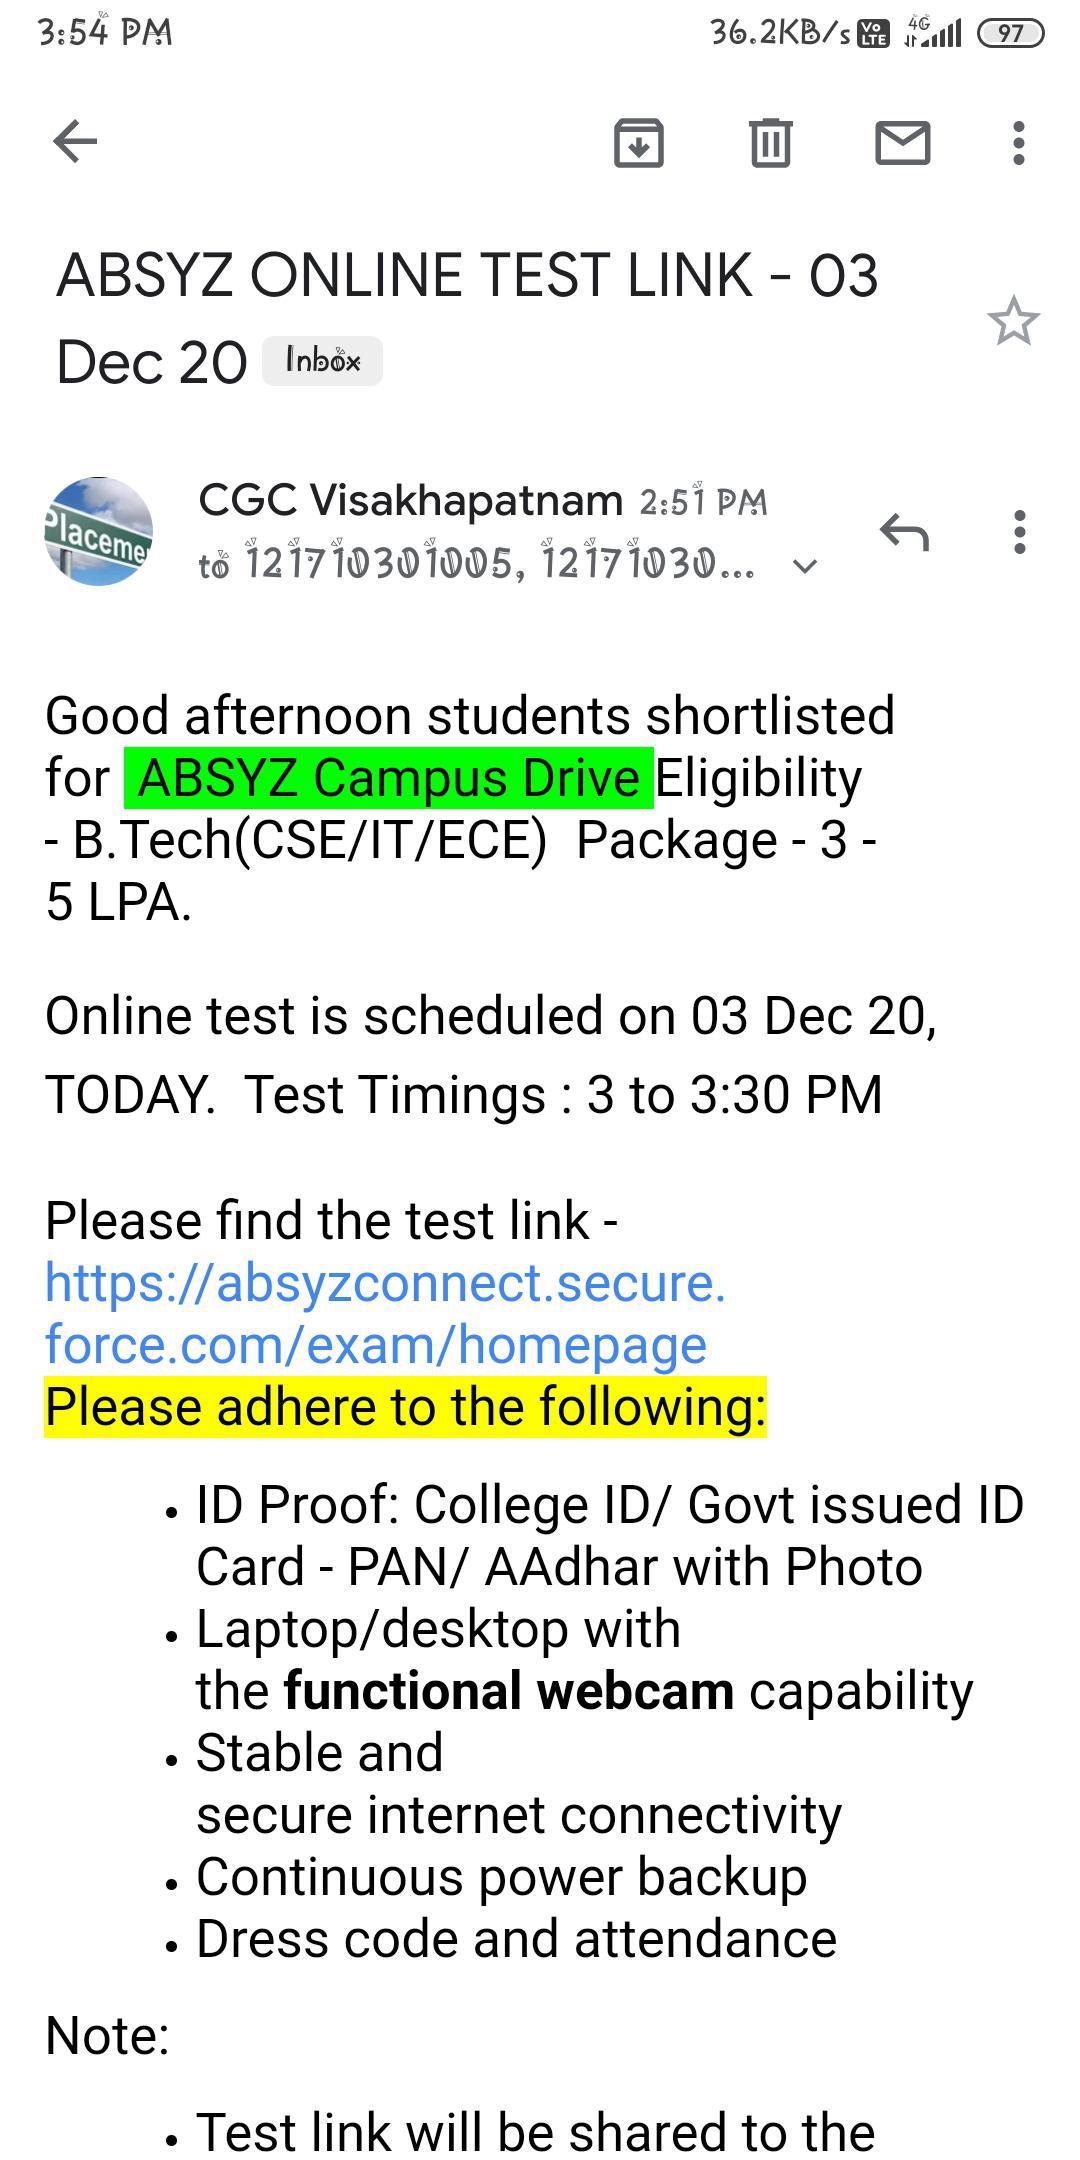 3:54 PM 36.2KB/s Vo LTE 4G 97
ABSYZ ONLINE TEST LINK - 03
Dec 20 Inbox
Placeme
CGC Visakhapatnam 2:51 PM
to 121710301005, 12171030...
Good afternoon students shortlisted
for ABSYZ Campus Drive Eligibility
- B.Tech(CSE/IT/ECE) Package - 3 -
5 LPA.
Online test is scheduled on 03 Dec 20,
TODAY. Test Timings : 3 to 3:30 PM
Please find the test link -
https://absyzconnect.secure.
force.com/exam/homepage
Please adhere to the following:
• ID Proof: College ID/ Govt issued ID
Card - PAN/ AAdhar with Photo
• Laptop/desktop with
the functional webcam capability
• Stable and
secure internet connectivity
• Continuous power backup
• Dress code and attendance
Note:
• Test link will be shared to the